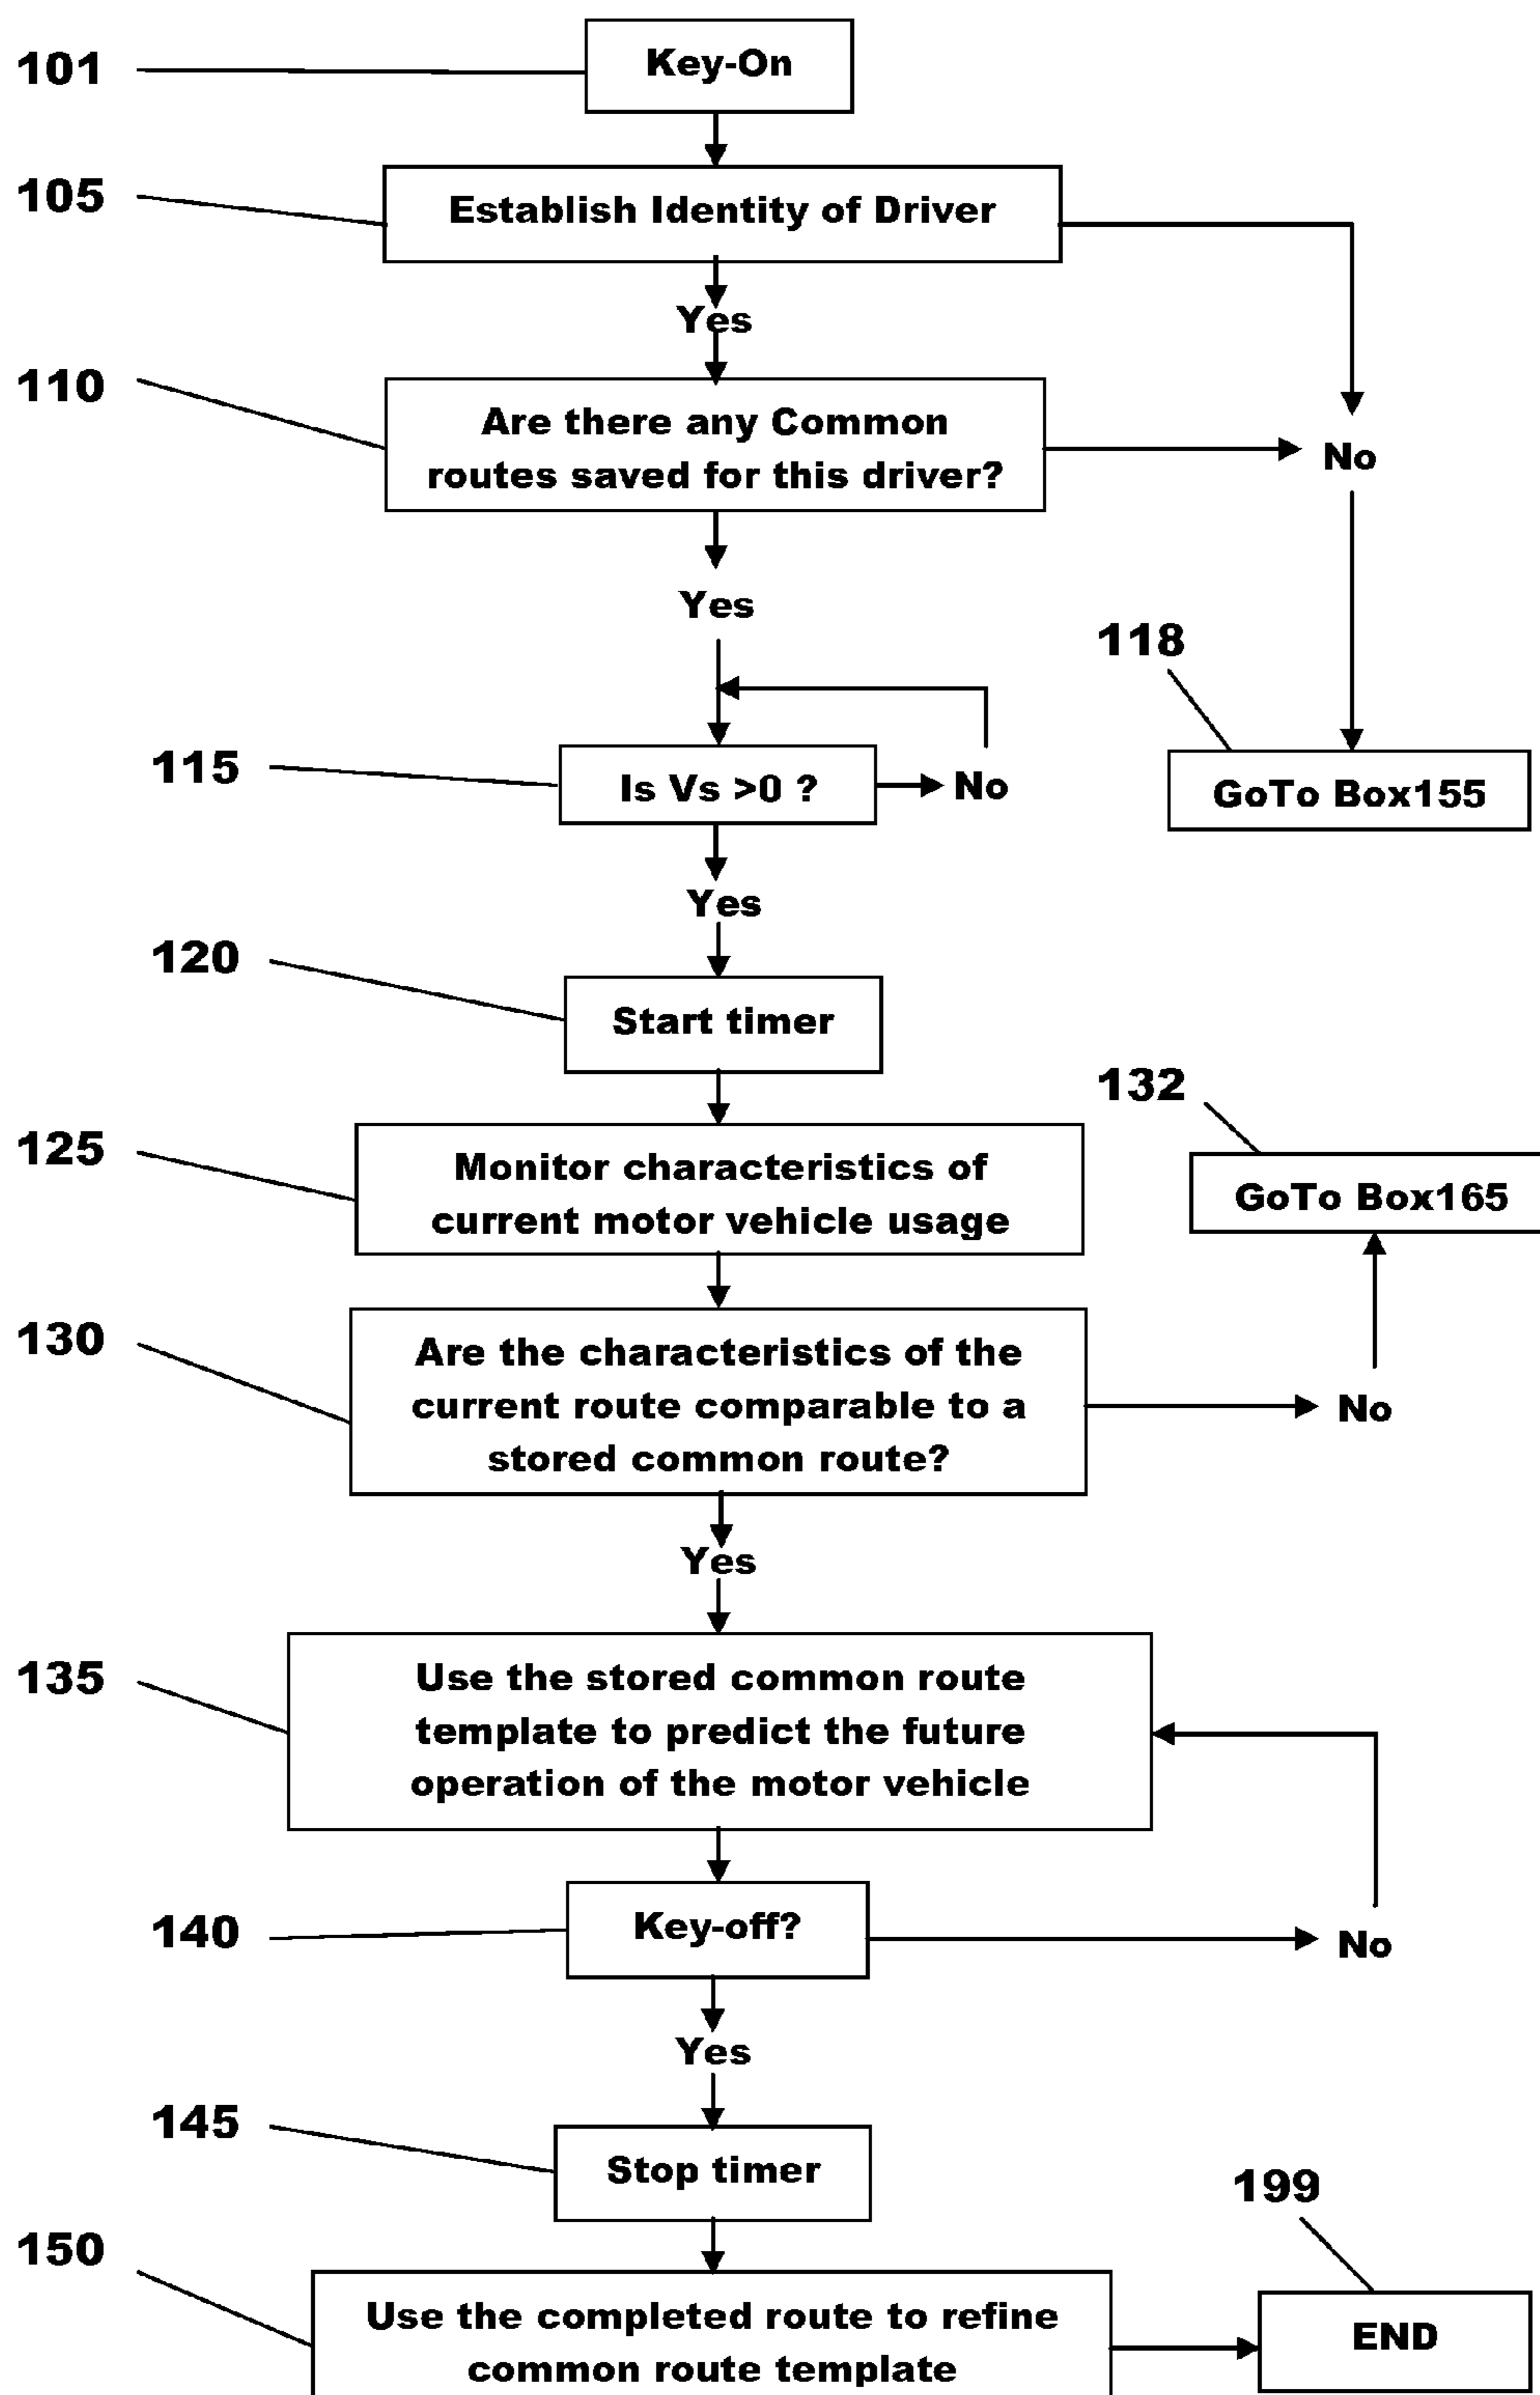 101
Key-On
105
Establish Identity of Driver
Yes
110
Are there any Common
routes saved for this driver?
No
Yes
118
115
Is Vs >0 ?
No
GoTo Box155
Yes
120
Start timer
132
125
Monitor characteristics of
current motor vehicle usage
GoTo Box165
130
Are the characteristics of the
current route comparable to a
stored common route?
No
Yes
135
Use the stored common route
template to predict the future
operation of the motor vehicle
140
Key-off?
No
Yes
145
Stop timer
199
150
Use the completed route to refine
common route template
END